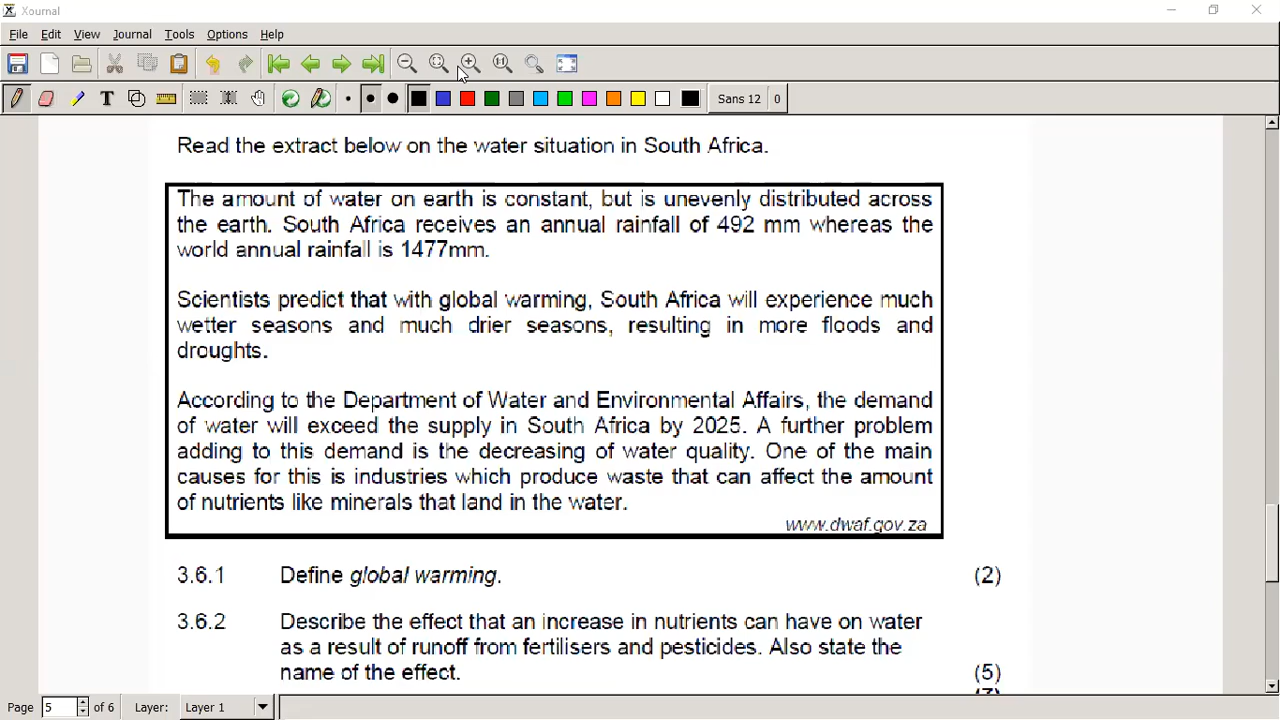 Xournal
File Edit View Journal Tools Options Help
Sans 12 0
Read the extract below on the water situation in South Africa.
The amount of water on earth is constant, but is unevenly distributed across
the earth. South Africa receives an annual rainfall of 492 mm whereas the
world annual rainfall is 1477mm.
Scientists predict that with global warming, South Africa will experience much
wetter seasons and much drier seasons, resulting in more floods and
droughts.
According to the Department of Water and Environmental Affairs, the demand
of water will exceed the supply in South Africa by 2025. A further problem
adding to this demand is the decreasing of water quality. One of the main
causes for this is industries which produce waste that can affect the amount
of nutrients like minerals that land in the water.
www.dwaf.gov.za
3.6.1 Define global warming. (2)
3.6.2 Describe the effect that an increase in nutrients can have on water
as a result of runoff from fertilisers and pesticides. Also state the
name of the effect. (5)
Page 5 of 6 Layer: Layer 1